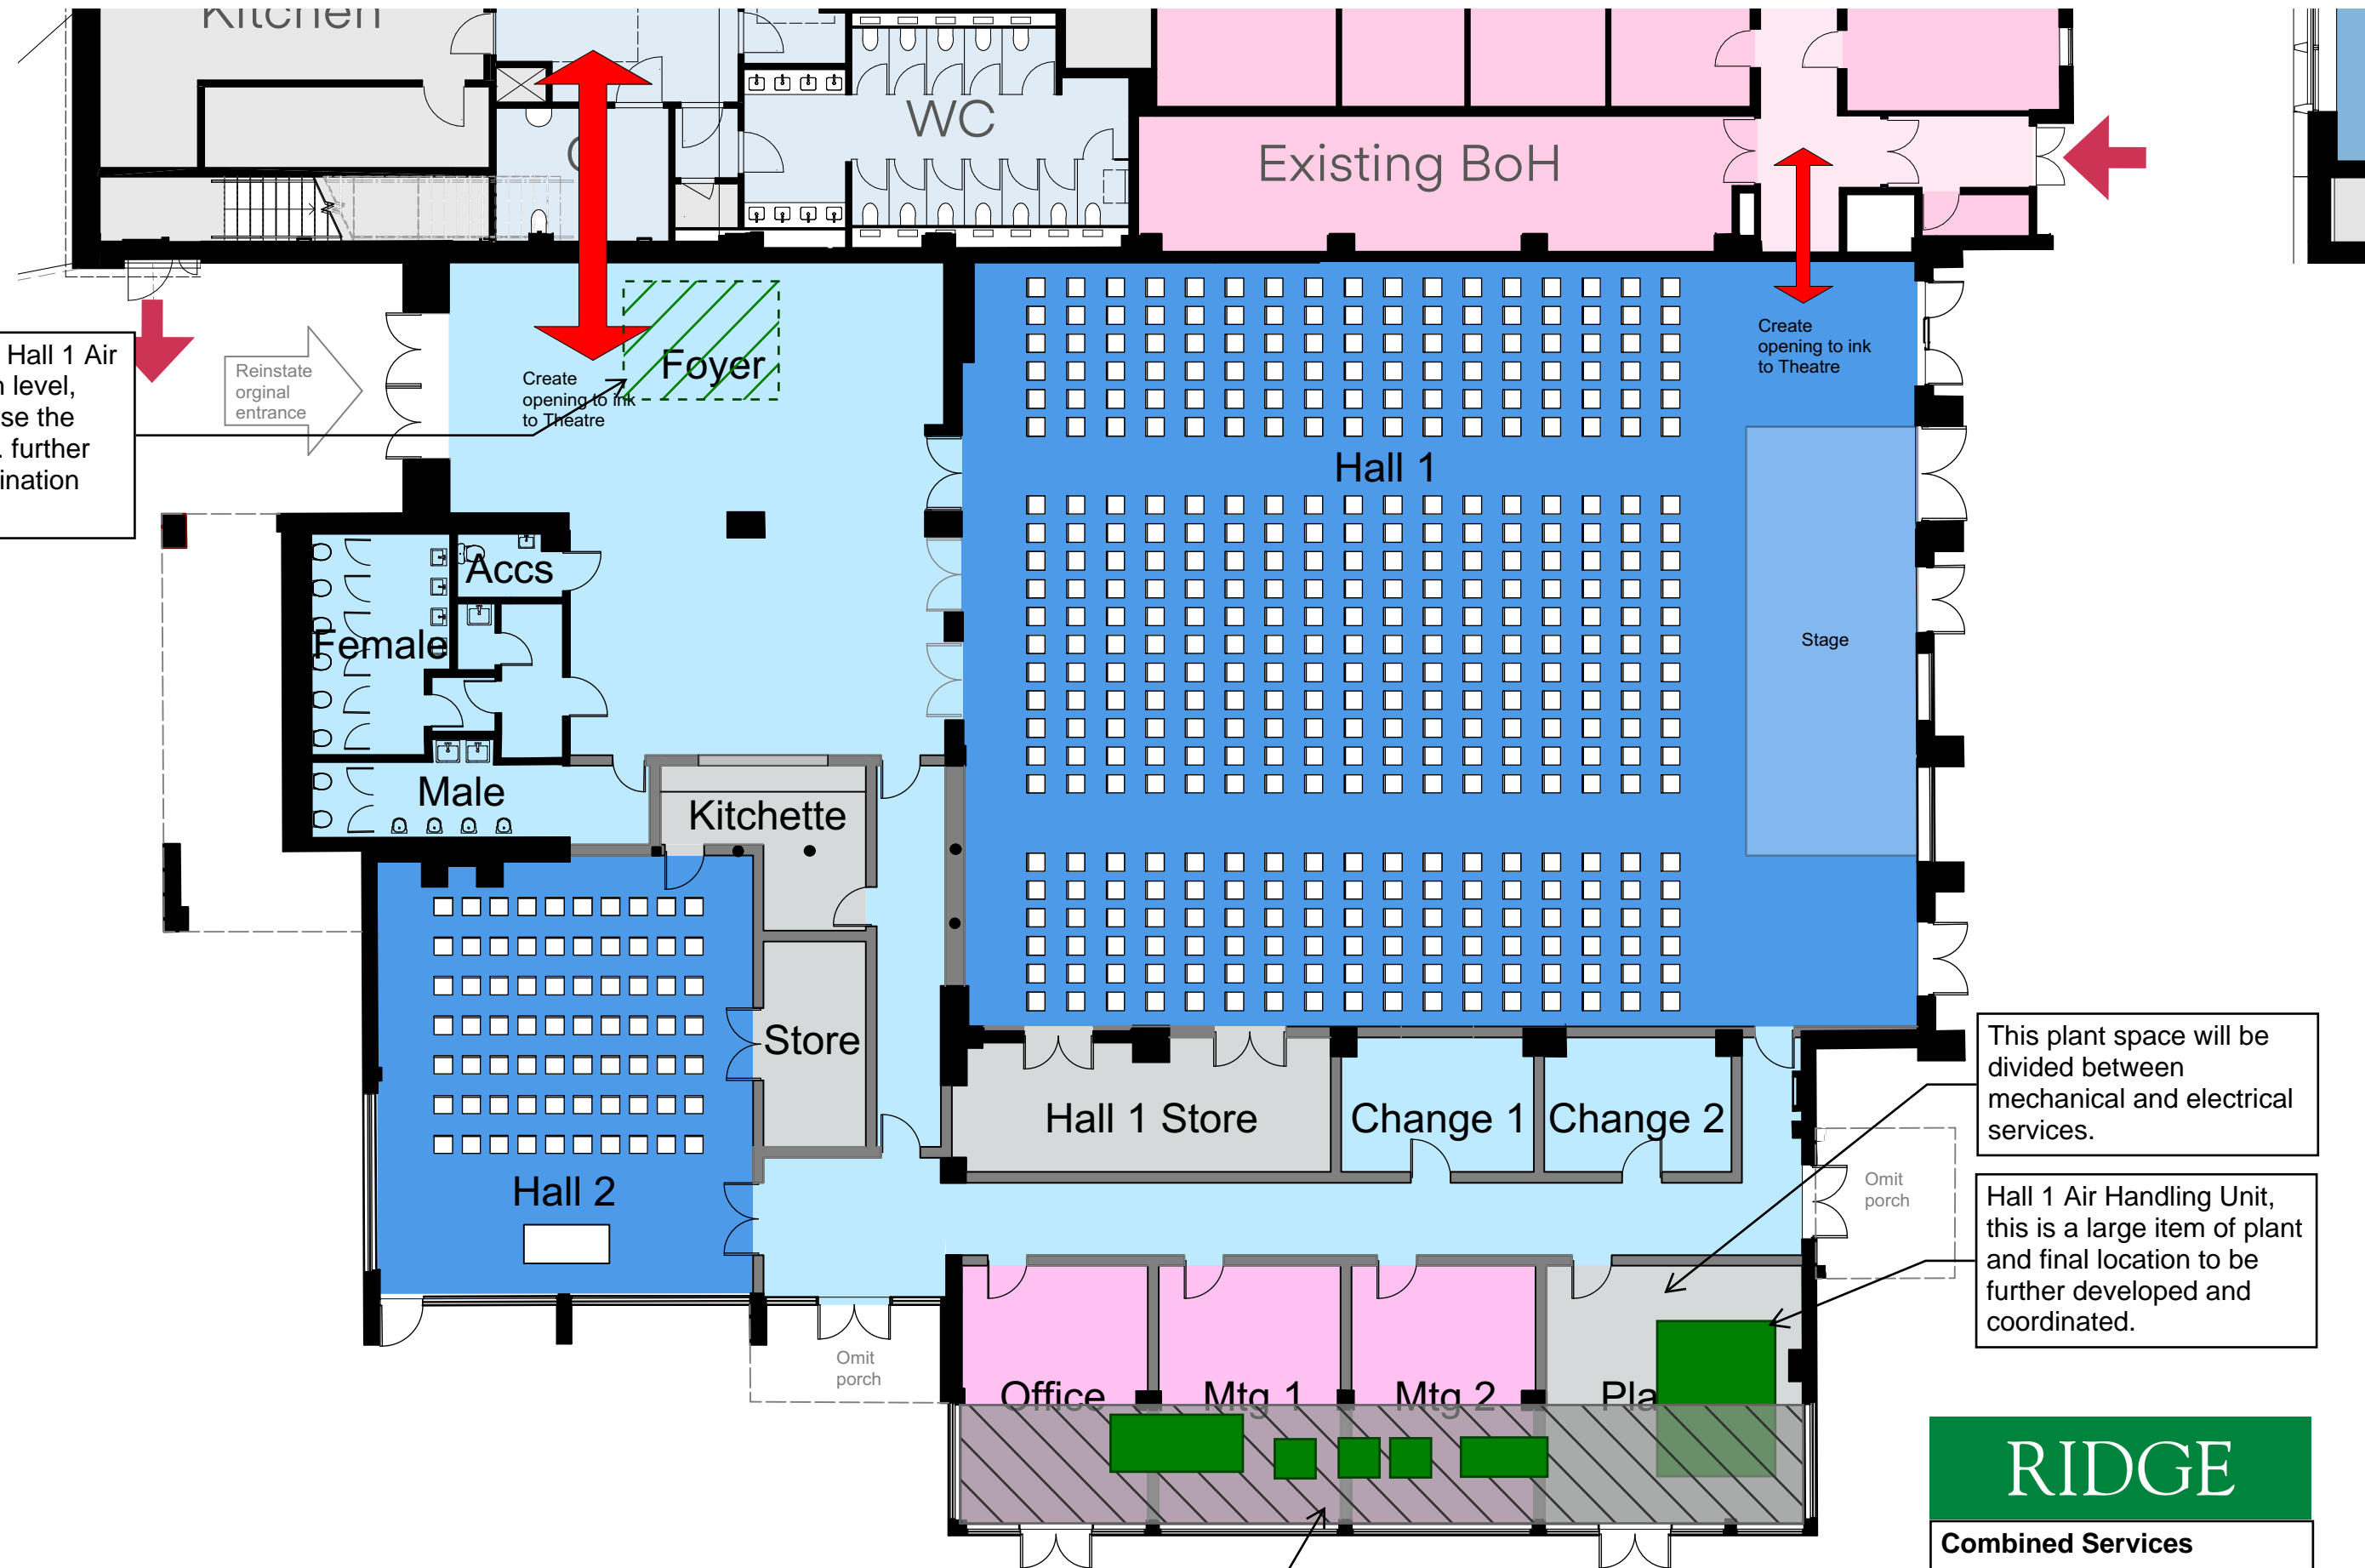 Kitchen
WC
Existing BoH
Hall 1 Air
level,
the
further
Reinstate
orginal
entrance
Create
opening to ink
to Theatre
Foyer
Create
opening to ink
to Theatre
Hall 1
Stage
Accs
Female
Male
Kitchette
Store
Hall 2
Hall 1 Store
Change 1
Change 2
This plant space will be
divided between
mechanical and electrical
services.
Omit
porch
Hall 1 Air Handling Unit,
this is a large item of plant
and final location to be
further developed and
coordinated.
Omit
porch
Office
Mtg 1
Mtg 2
Pla
RIDGE
Combined Services